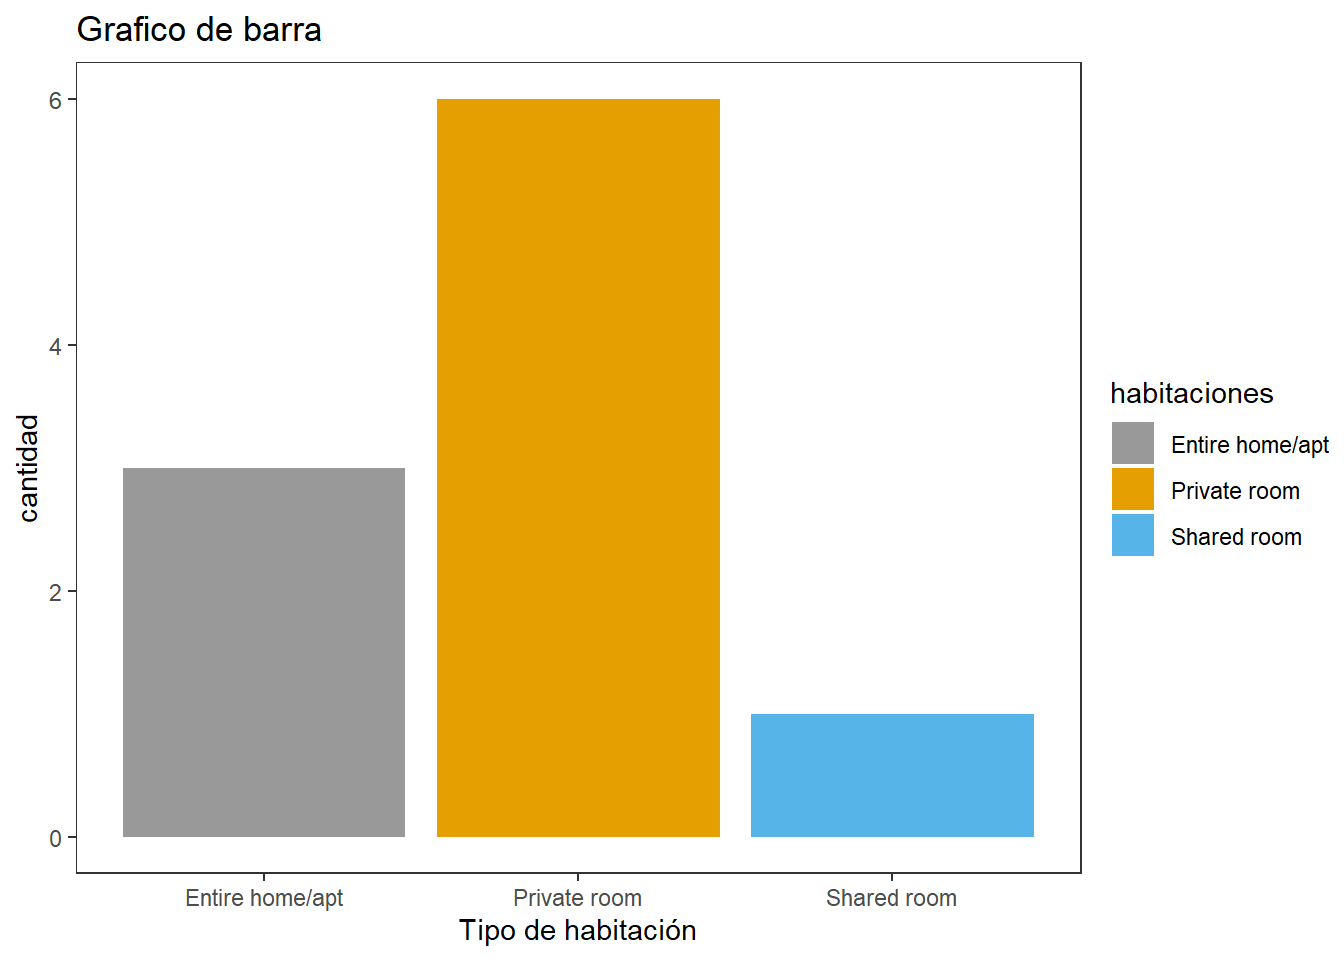 Grafico de barra
6
4
2
0
cantidad
Entire home/apt
Private room
Shared room
Tipo de habitación
habitaciones
Entire home/apt
Private room
Shared room